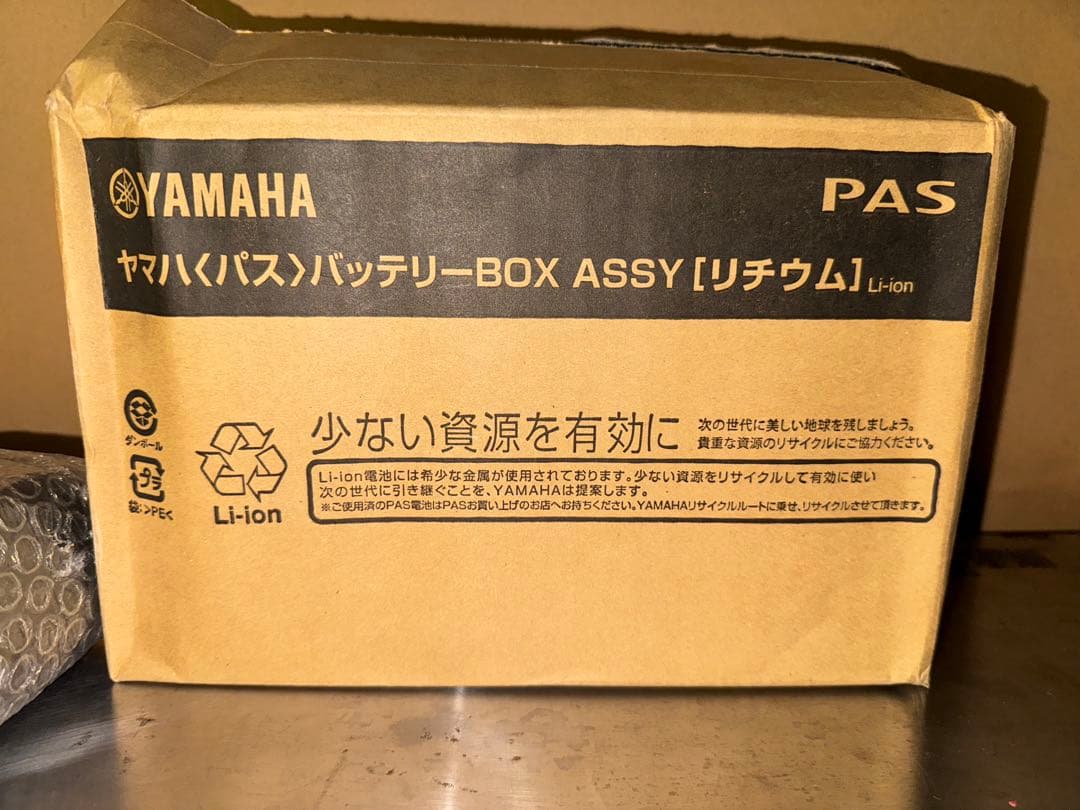 YAMAHA
PAS
ヤマハ〈パス〉バッテリーBOX ASSY [リチウム] Li-ion
ダンボール
プラ
袋:>PE<
Li-ion
少ない資源を有効に
次の世代に美しい地球を残しましょう。
貴重な資源のリサイクルにご協力ください。
Li-ion電池には希少な金属が使用されております。少ない資源をリサイクルして有効に使い
次の世代に引き継ぐことを、YAMAHAは提案します。
※ご使用済のPAS電池はPASお買い上げのお店へお持ちください。YAMAHAリサイクルルートに乗せ、リサイクルさせて頂きます。